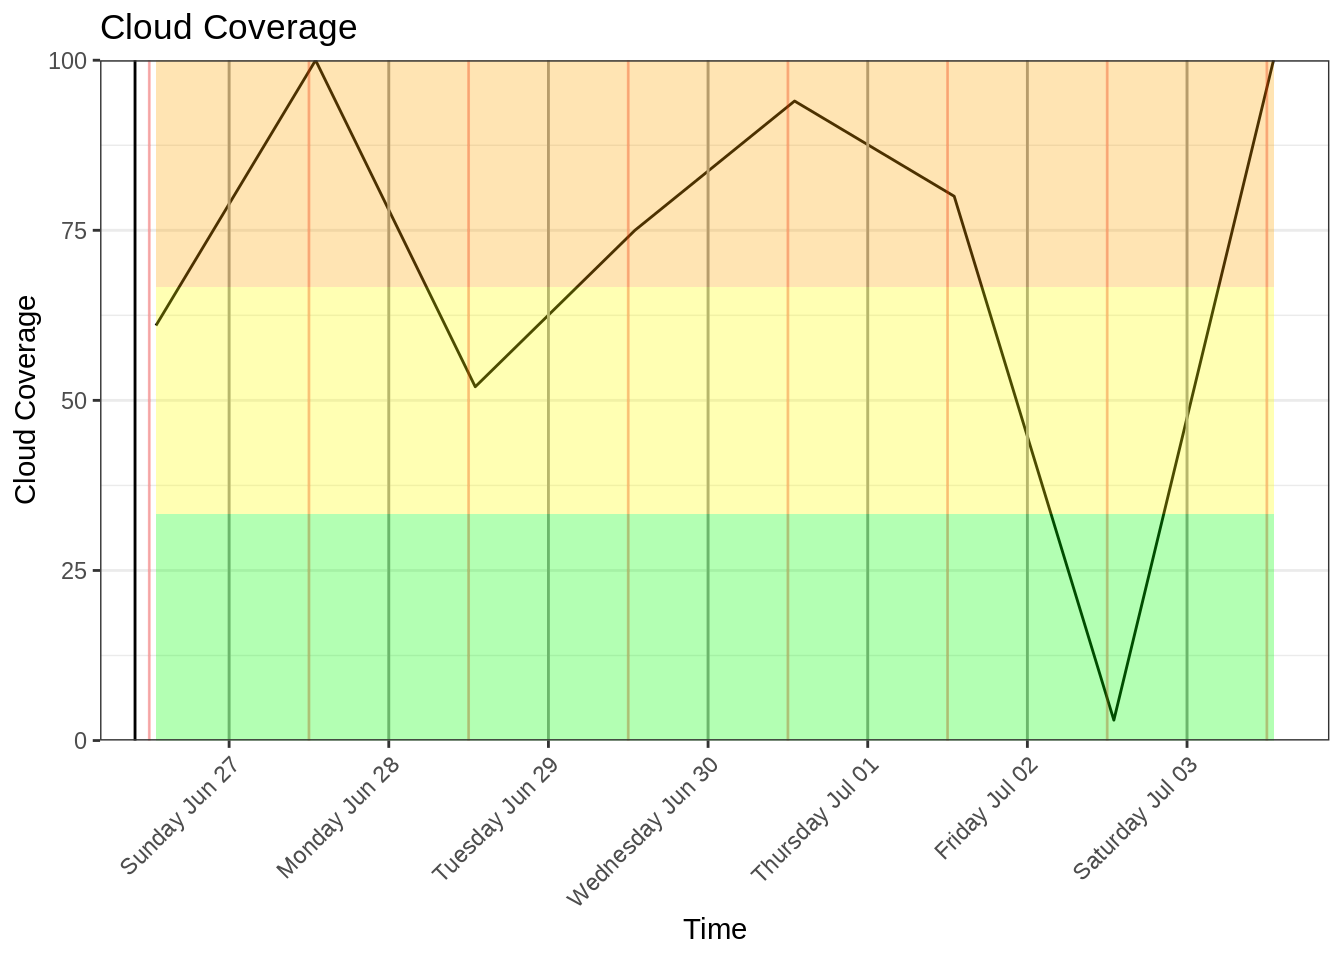 Cloud Coverage
Cloud Coverage
100
75
50
25
0
Sunday Jun 27
Monday Jun 28
Tuesday Jun 29
Wednesday Jun 30
Thursday Jul 01
Friday Jul 02
Saturday Jul 03
Time